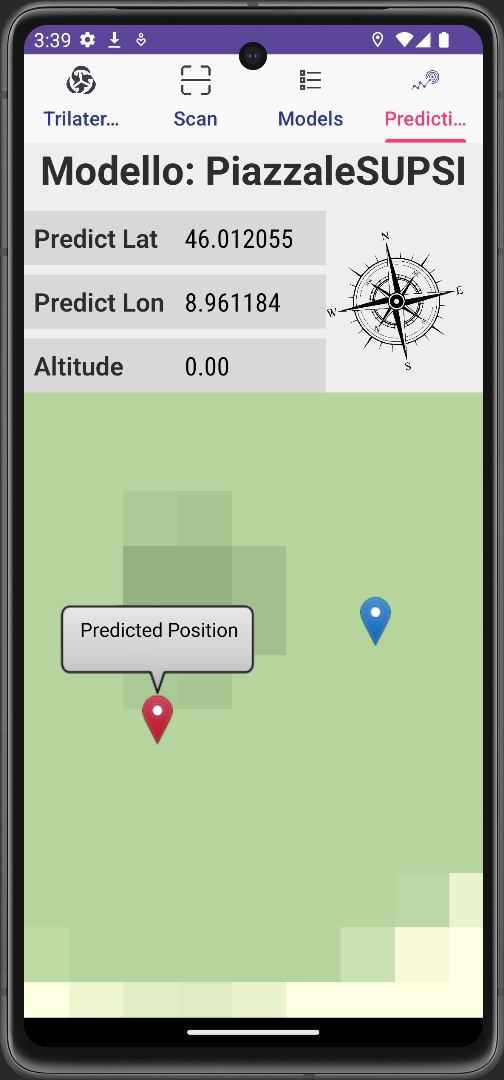 3:39
Trilater...
Scan
Models
Predicti...
Modello: PiazzaleSUPSI
Predict Lat 46.012055
Predict Lon 8.961184
Altitude 0.00
N
E
W
S
Predicted Position